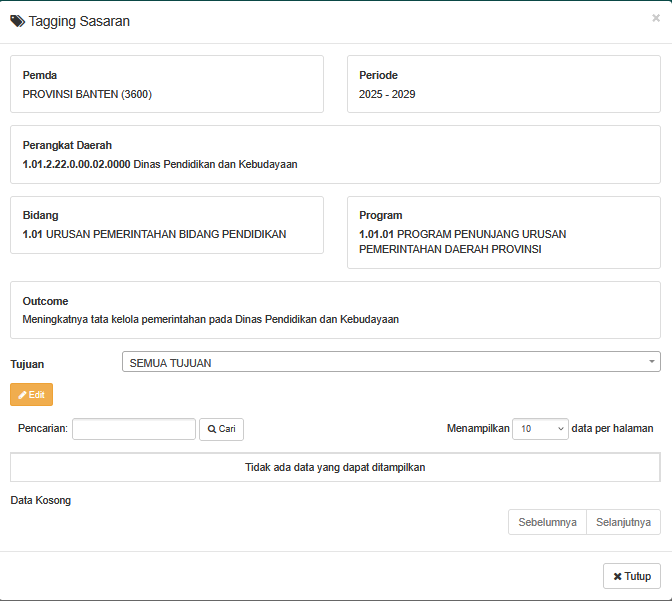 Tagging Sasaran
×
Pemda
PROVINSI BANTEN (3600)
Periode
2025 - 2029
Perangkat Daerah
1.01.2.22.0.00.02.0000 Dinas Pendidikan dan Kebudayaan
Bidang
1.01 URUSAN PEMERINTAHAN BIDANG PENDIDIKAN
Program
1.01.01 PROGRAM PENUNJANG URUSAN
PEMERINTAHAN DAERAH PROVINSI
Outcome
Meningkatnya tata kelola pemerintahan pada Dinas Pendidikan dan Kebudayaan
Tujuan SEMUA TUJUAN
Edit
Pencarian: Cari Menampilkan 10 data per halaman
Tidak ada data yang dapat ditampilkan
Data Kosong
Sebelumnya Selanjutnya
Tutup